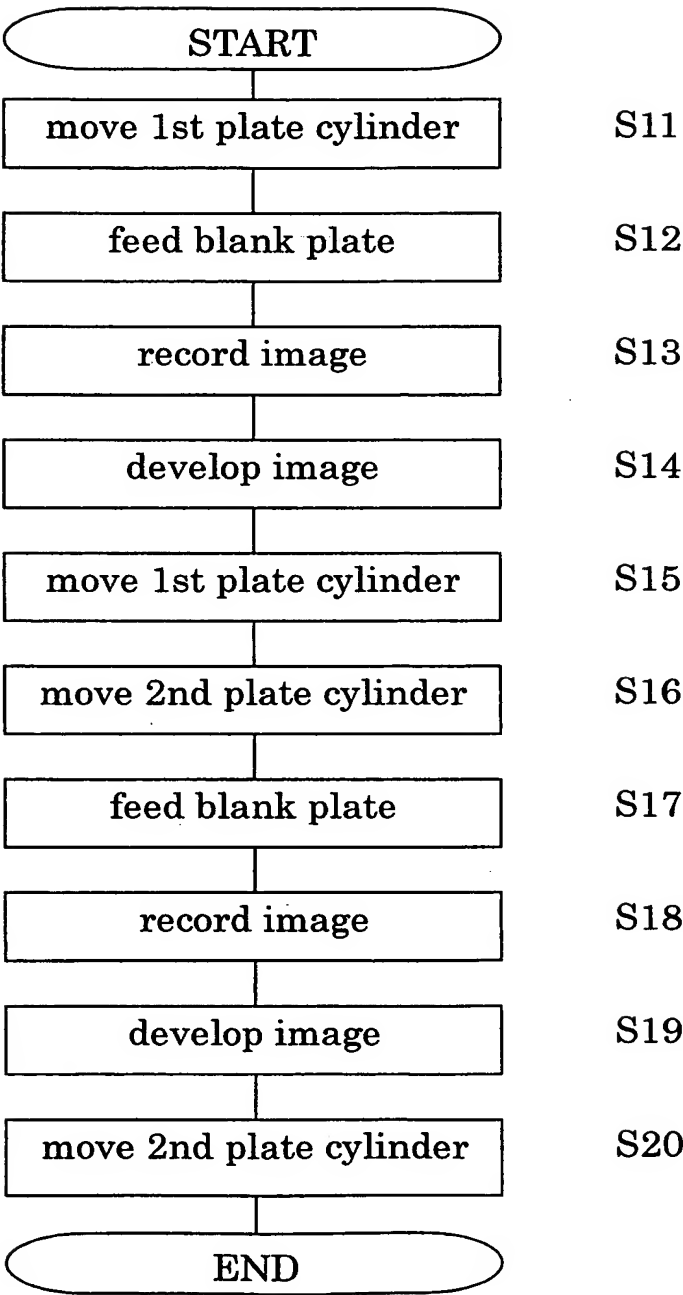 START
move 1st plate cylinder S11
feed blank plate S12
record image S13
develop image S14
move 1st plate cylinder S15
move 2nd plate cylinder S16
feed blank plate S17
record image S18
develop image S19
move 2nd plate cylinder S20
END